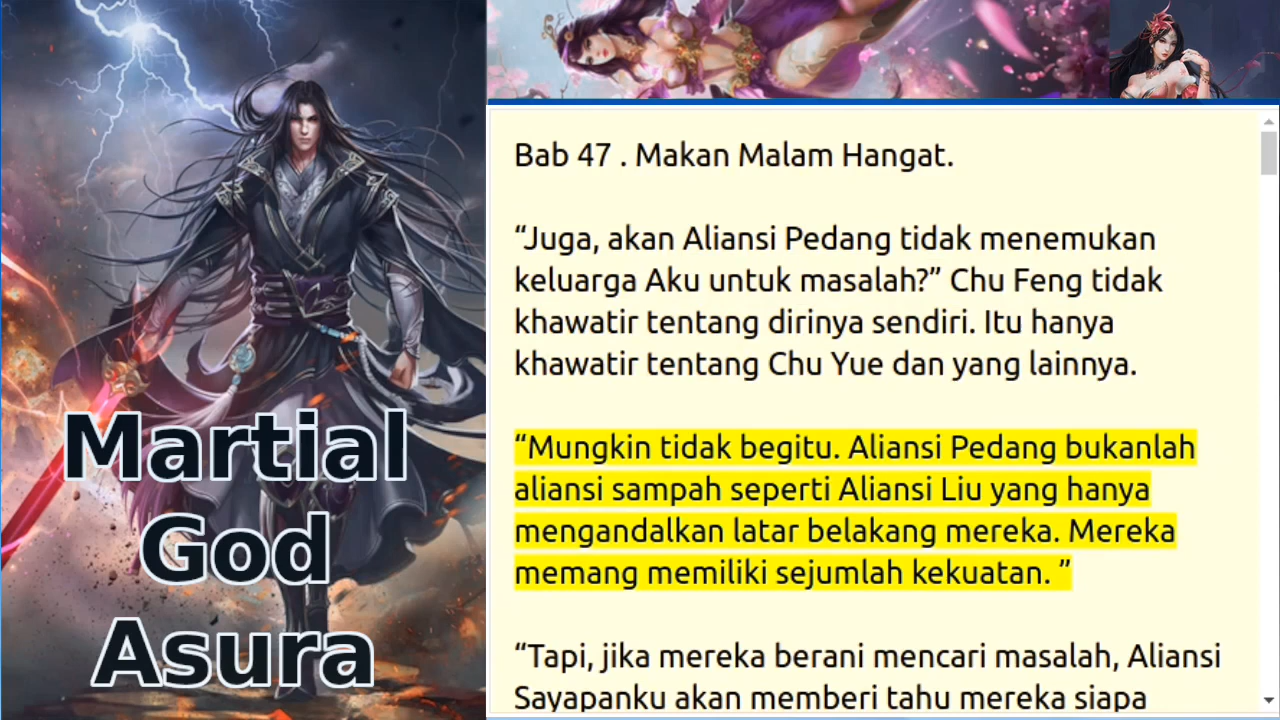 Martial
God
Asura
Bab 47 . Makan Malam Hangat.
“Juga, akan Aliansi Pedang tidak menemukan
keluarga Aku untuk masalah?” Chu Feng tidak
khawatir tentang dirinya sendiri. Itu hanya
khawatir tentang Chu Yue dan yang lainnya.
“Mungkin tidak begitu. Aliansi Pedang bukanlah
aliansi sampah seperti Aliansi Liu yang hanya
mengandalkan latar belakang mereka. Mereka
memang memiliki sejumlah kekuatan. ”
“Tapi, jika mereka berani mencari masalah, Aliansi
Sayapanku akan memberi tahu mereka siapa